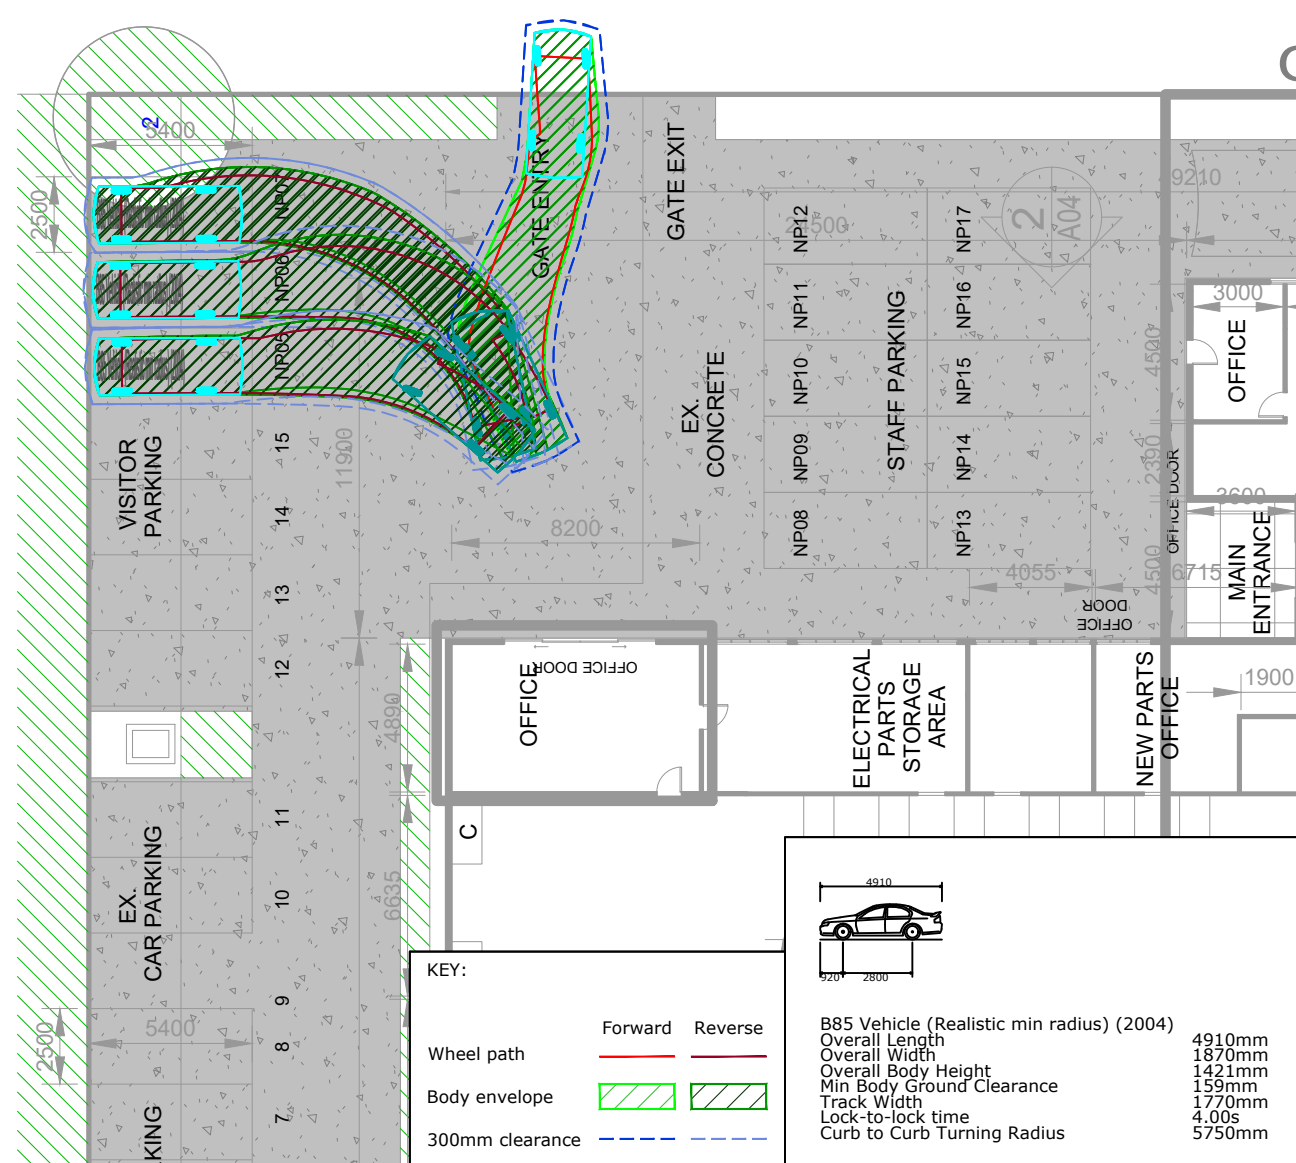 2
5400
2500
GATE ENTRY
GATE EXIT
24500
9210
2
A04
NP12
NP17
NP11
NP16
NP10
NP15
NP09
NP14
NP08
NP13
STAFF PARKING
EX.
CONCRETE
NP07
NP06
NP05
VISITOR
PARKING
15
14
13
12
11900
8200
3000
OFFICE
4500
2390
OFFICE DOOR
3600
MAIN
ENTRANCE
4500
6715
4055
OFFICE
DOOR
OFFICE
OFFICE DOOR
4890
ELECTRICAL
PARTS
STORAGE
AREA
NEW PARTS
OFFICE
1900
C
6635
EX.
CAR PARKING
11
10
9
8
7
5400
2500
KING
KEY:
Forward Reverse
Wheel path
Body envelope
300mm clearance
4910
920 2800
B85 Vehicle (Realistic min radius) (2004)
Overall Length 4910mm
Overall Width 1870mm
Overall Body Height 1421mm
Min Body Ground Clearance 159mm
Track Width 1770mm
Lock-to-lock time 4.00s
Curb to Curb Turning Radius 5750mm